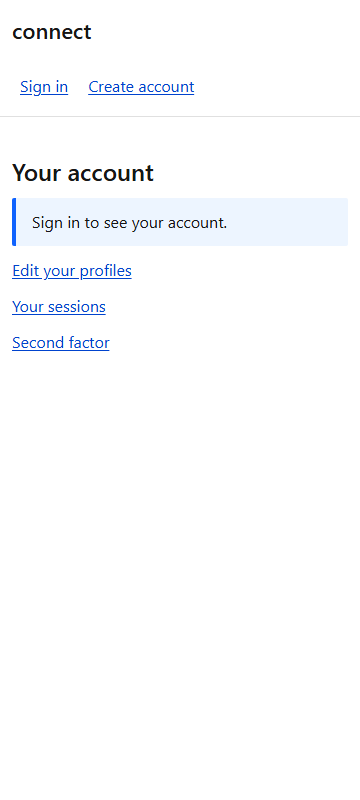 connect
Sign in Create account
Your account
Sign in to see your account.
Edit your profiles
Your sessions
Second factor